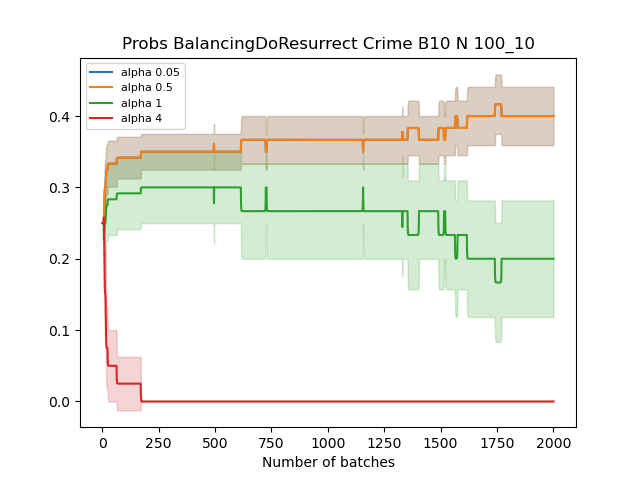 Probs BalancingDoResurrect Crime B10 N 100_10
alpha 0.05
alpha 0.5
alpha 1
alpha 4
0.4
0.3
0.2
0.1
0.0
0 250 500 750 1000 1250 1500 1750 2000
Number of batches